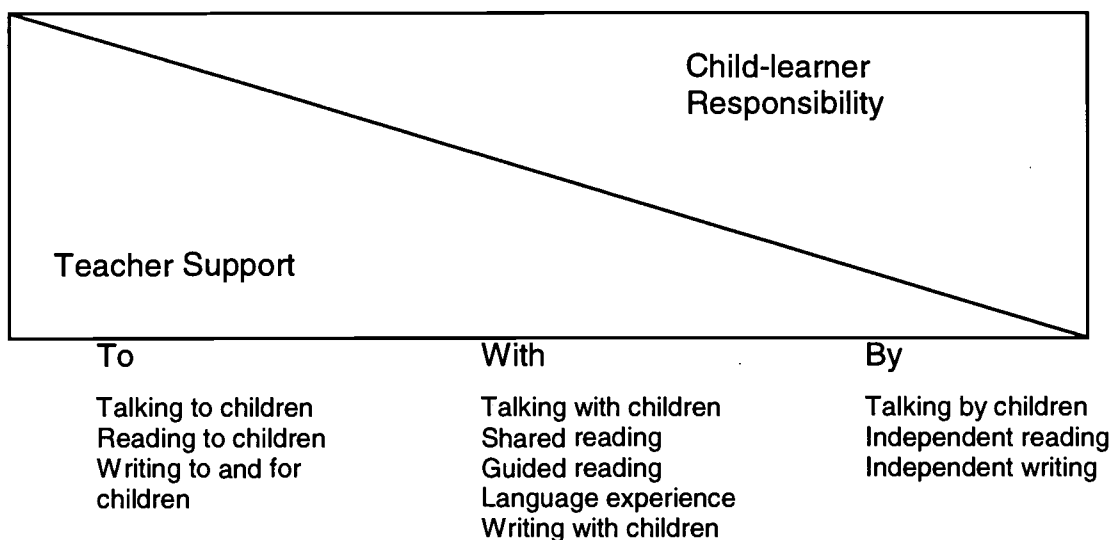 Child-learner
Responsibility
Teacher Support
To
Talking to children
Reading to children
Writing to and for
children
With
Talking with children
Shared reading
Guided reading
Language experience
Writing with children
By
Talking by children
Independent reading
Independent writing